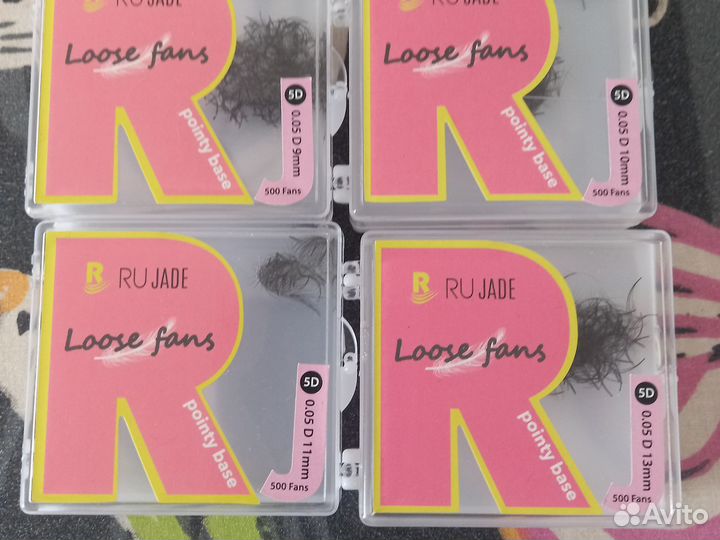 RU JADE
Loose fans
pointy base
5D
0.05 D 9mm
500 Fans
RU JADE
Loose fans
pointy base
5D
0.05 D 10mm
500 Fans
R
RU JADE
Loose fans
pointy base
5D
0.05 D 11mm
500 Fans
R
RU JADE
Loose fans
pointy base
5D
0.05 D 13mm
500 Fans
Avito